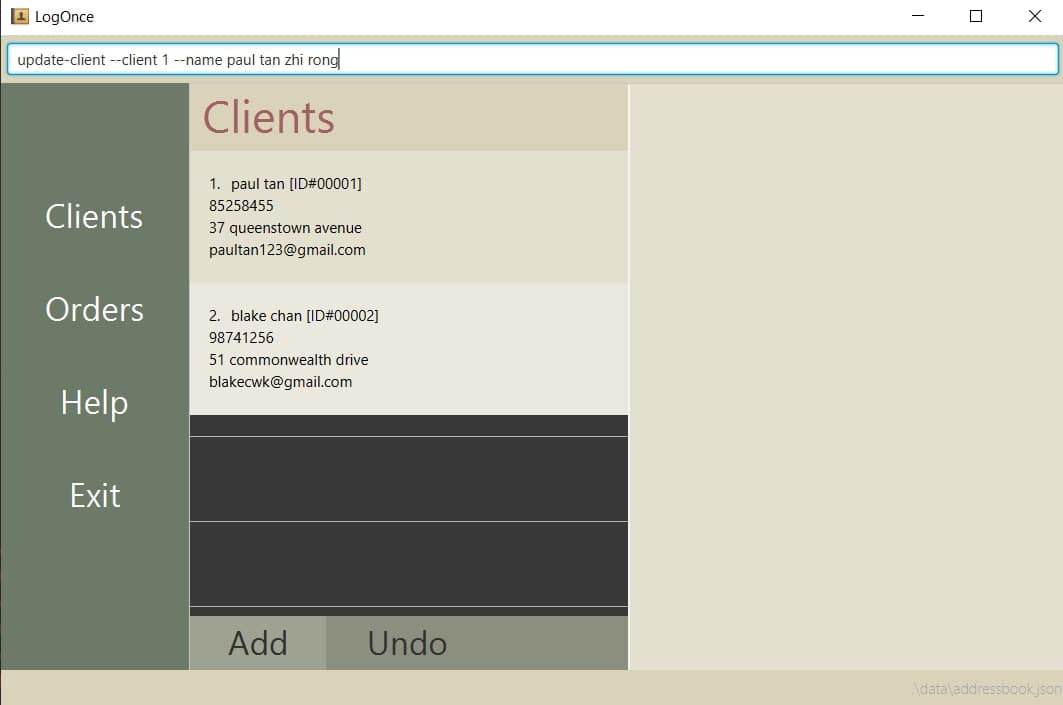 LogOnce
update-client --client 1 --name paul tan zhi rong
Clients
Orders
Help
Exit
Clients
1. paul tan [ID#00001]
85258455
37 queenstown avenue
paultan123@gmail.com
2. blake chan [ID#00002]
98741256
51 commonwealth drive
blakecwk@gmail.com
Add
Undo
.\data\addressbook.json